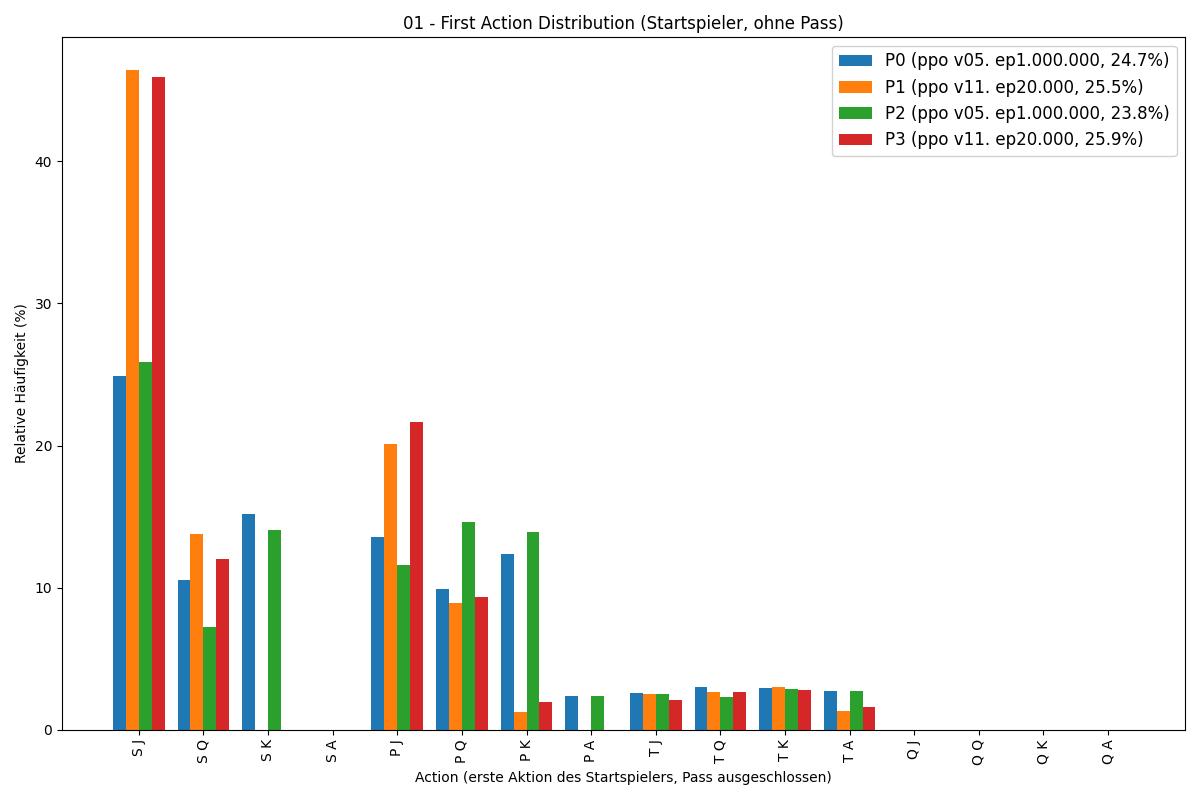 01 - First Action Distribution (Startspieler, ohne Pass)
P0 (ppo v05. ep1.000.000, 24.7%)
P1 (ppo v11. ep20.000, 25.5%)
P2 (ppo v05. ep1.000.000, 23.8%)
P3 (ppo v11. ep20.000, 25.9%)
Relative Häufigkeit (%)
40
30
20
10
0
S J
S Q
S K
S A
P J
P Q
P K
P A
T J
T Q
T K
T A
Q J
Q Q
Q K
Q A
Action (erste Aktion des Startspielers, Pass ausgeschlossen)